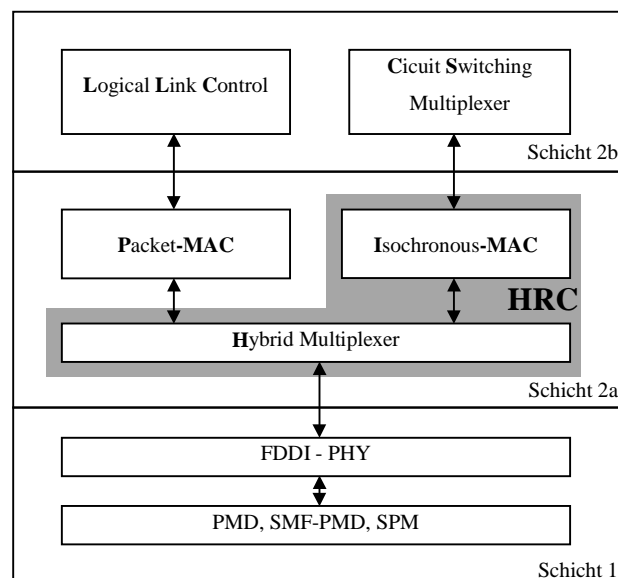 Logical Link Control
Cicuit Switching
Multiplexer
Schicht 2b
Packet-MAC
Isochronous-MAC
HRC
Hybrid Multiplexer
Schicht 2a
FDDI - PHY
PMD, SMF-PMD, SPM
Schicht 1